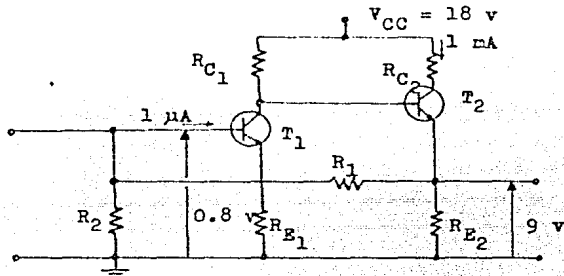 V_CC = 18 v
1 mA
R_C1
R_C2
T_2
1 μA
T_1
R_1
R_2
0.8 v
R_E1
R_E2
9 v